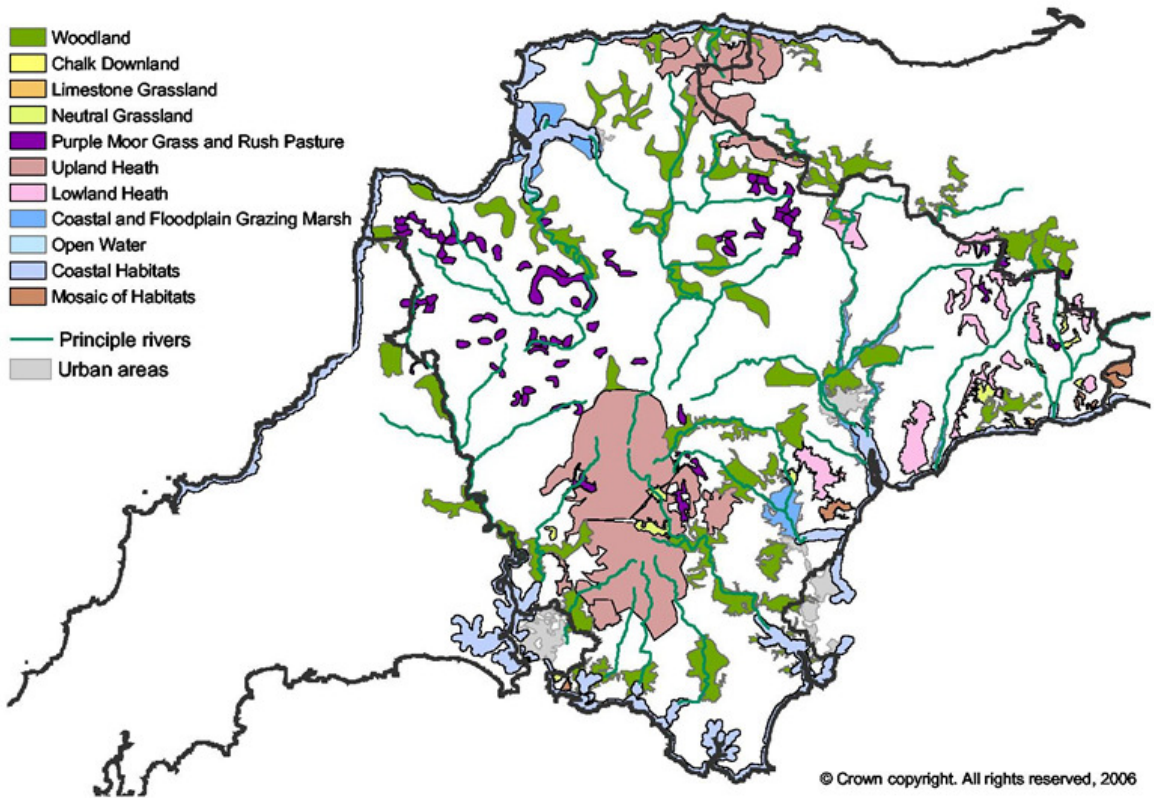 Woodland
Chalk Downland
Limestone Grassland
Neutral Grassland
Purple Moor Grass and Rush Pasture
Upland Heath
Lowland Heath
Coastal and Floodplain Grazing Marsh
Open Water
Coastal Habitats
Mosaic of Habitats
Principle rivers
Urban areas
© Crown copyright. All rights reserved, 2006